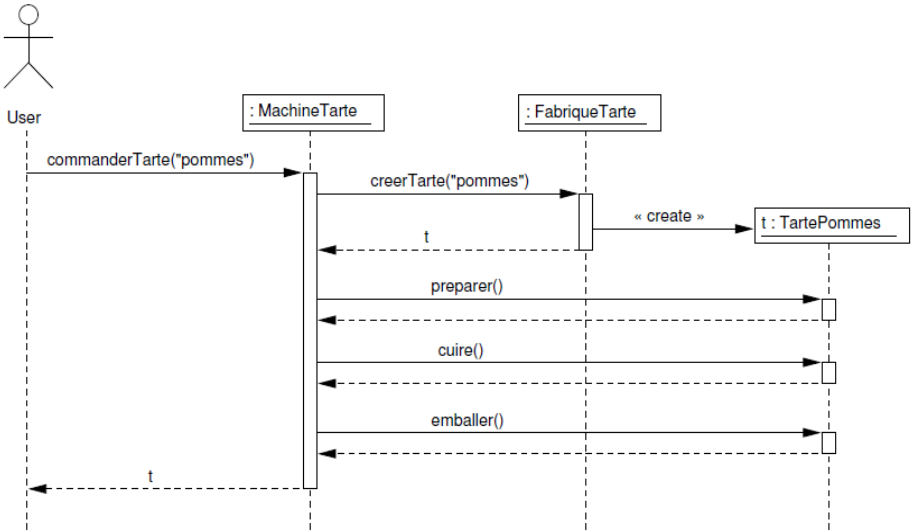 User
: MachineTarte
: FabriqueTarte
commanderTarte("pommes")
creerTarte("pommes")
« create »
t : TartePommes
t
preparer()
cuire()
emballer()
t